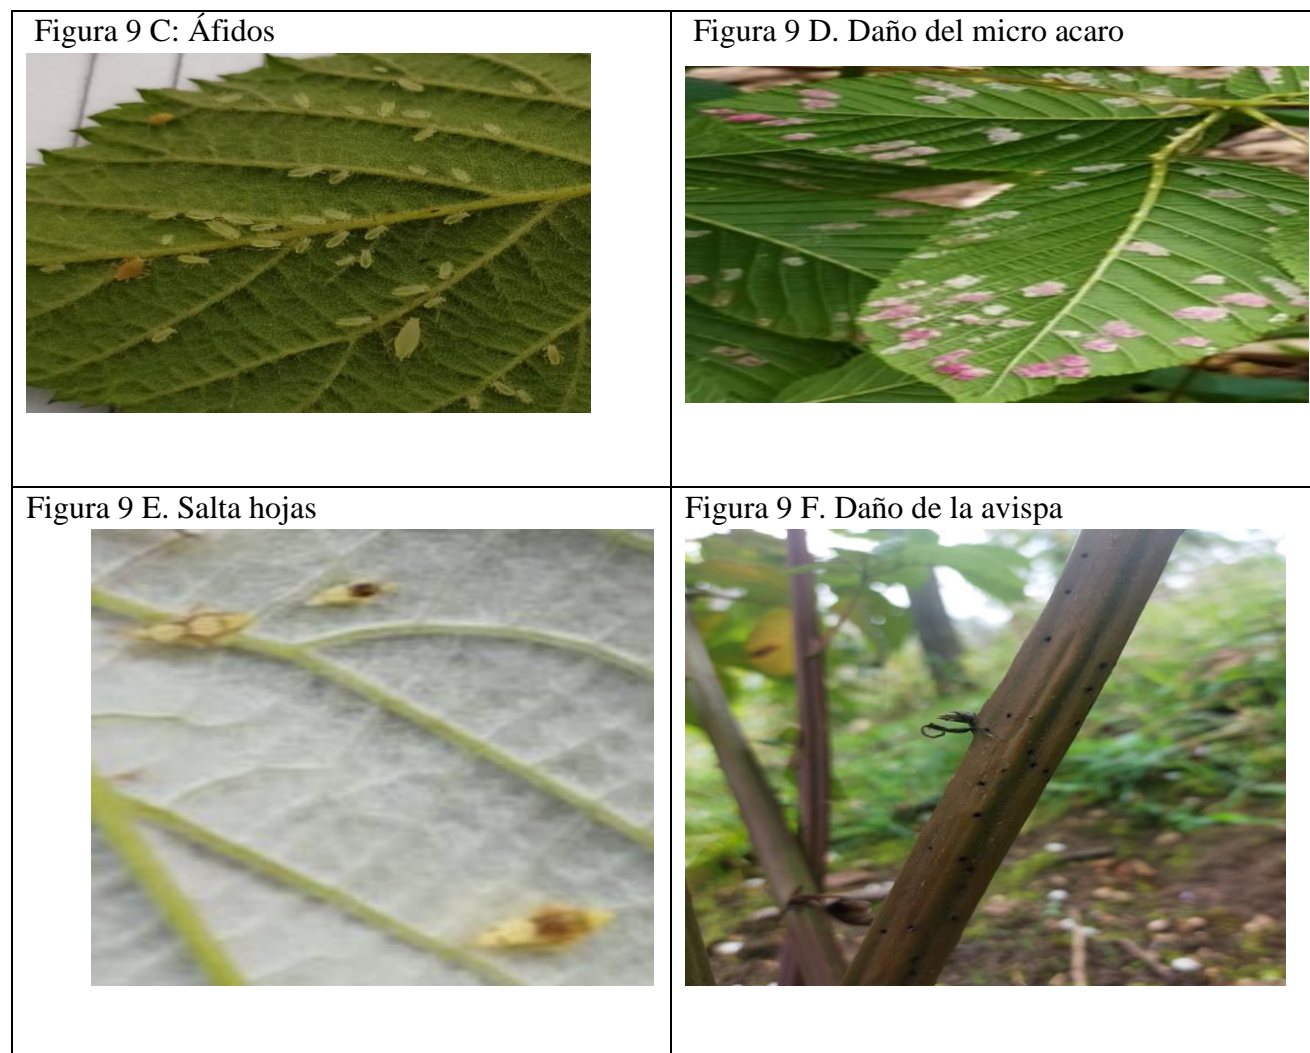 Figura 9 C: Áfidos
Figura 9 D. Daño del micro acaro
Figura 9 E. Salta hojas
Figura 9 F. Daño de la avispa